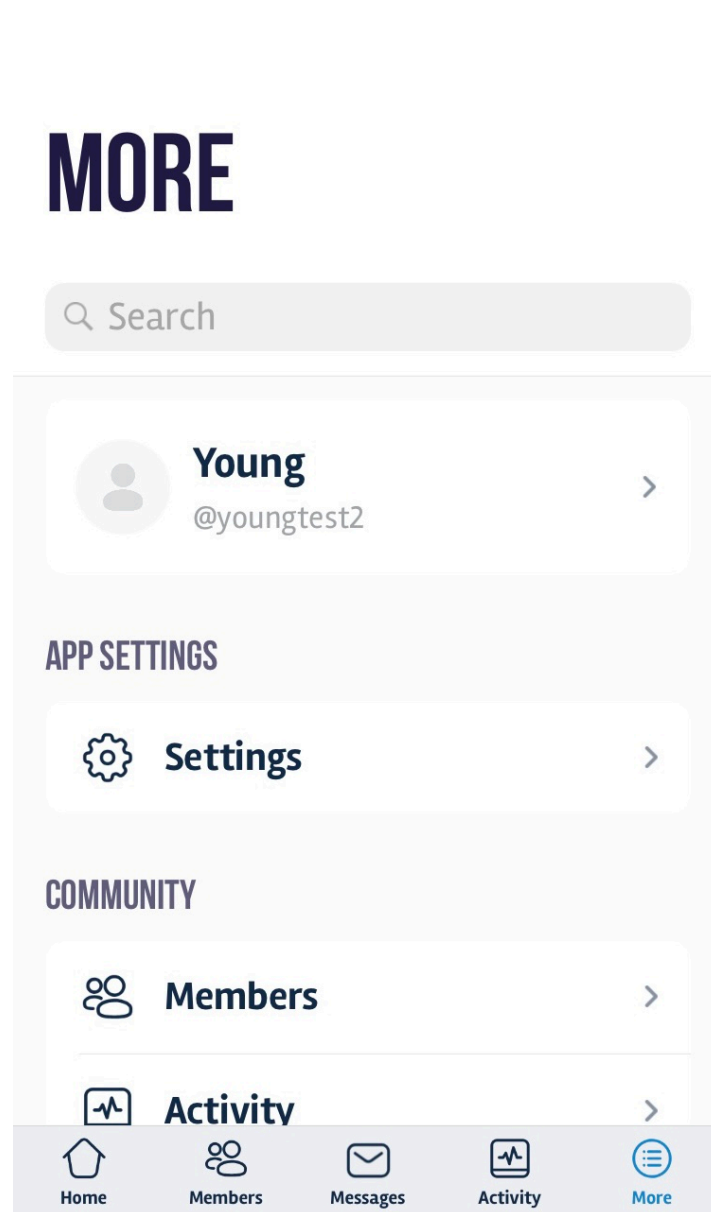 MORE
Search
Young
@youngtest2
APP SETTINGS
Settings
COMMUNITY
Members
Activity
Home Members Messages Activity More